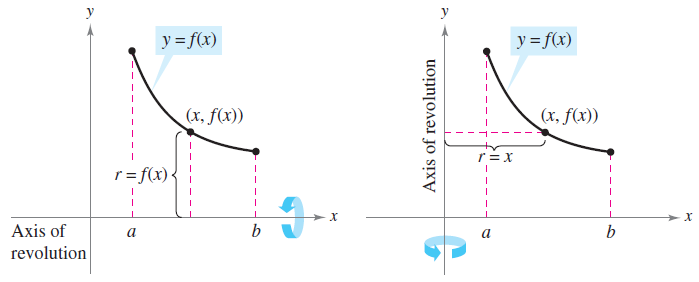 y
y = f(x)
(x, f(x))
r = f(x)
x
Axis of
revolution
a
b
y
y = f(x)
Axis of revolution
(x, f(x))
r = x
x
a
b